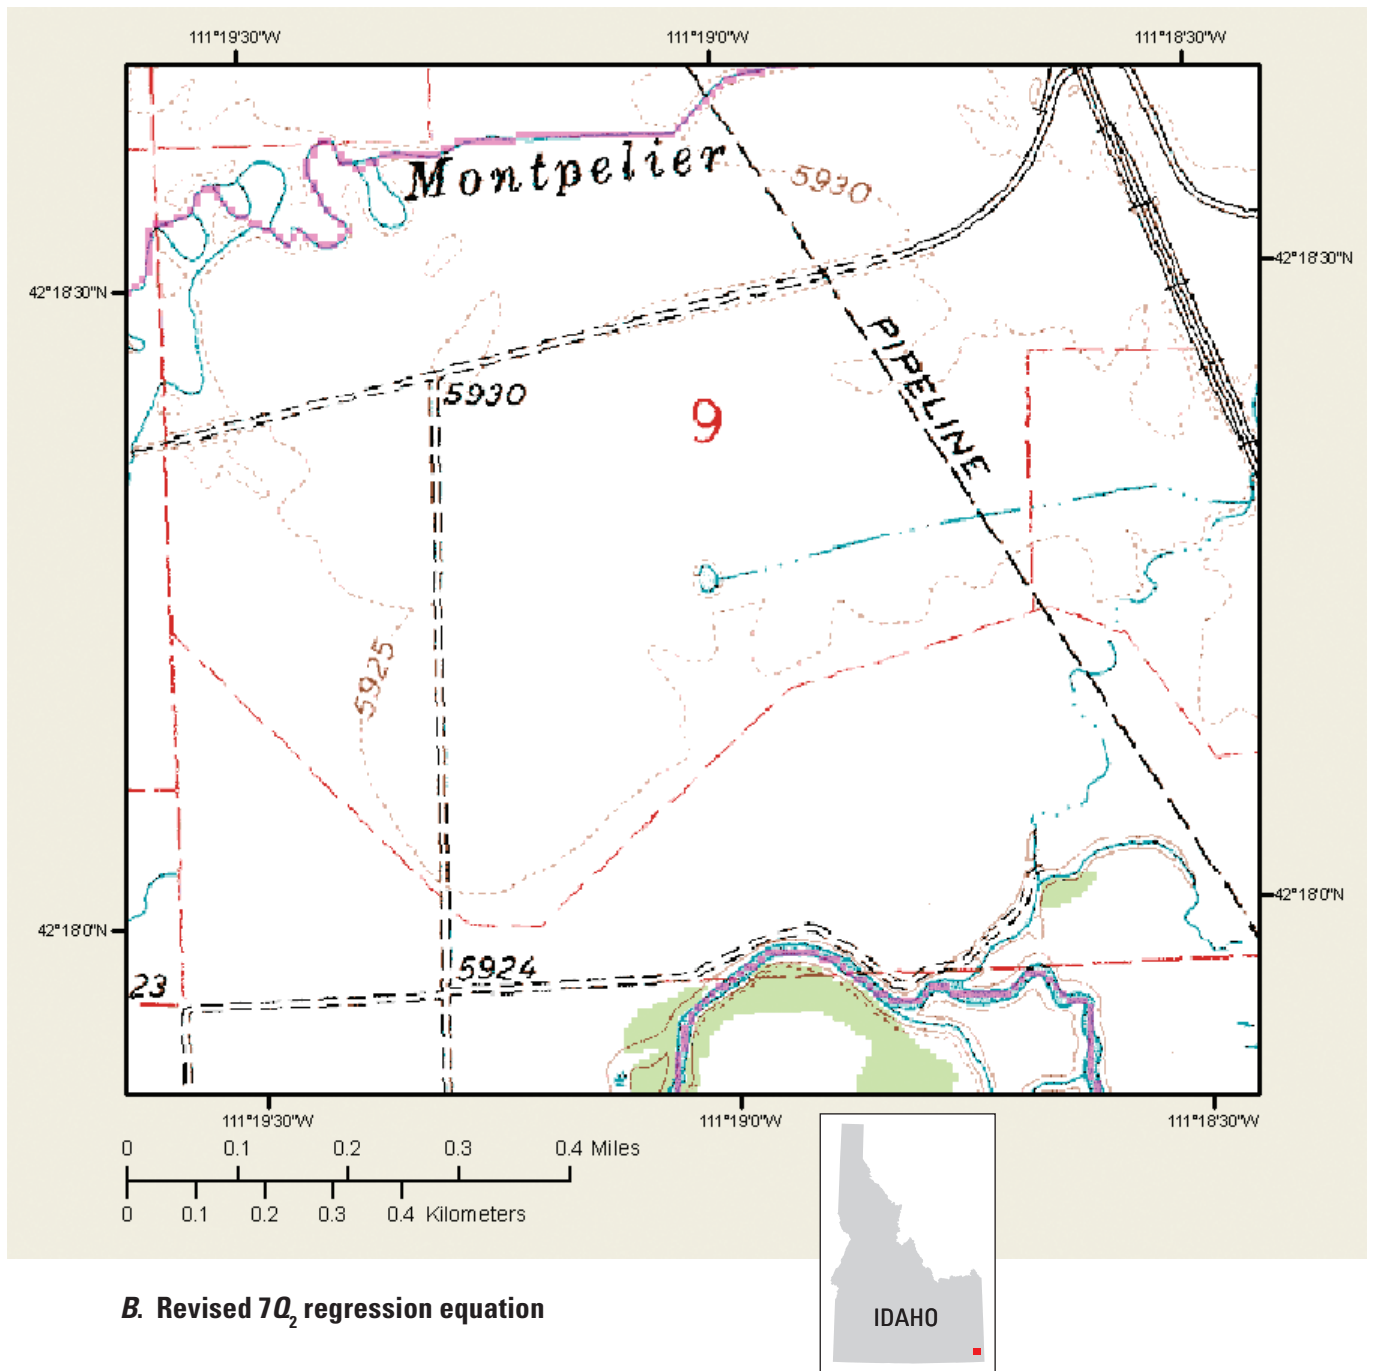 111°19'30"W 111°19'0"W 111°18'30"W
Montpelier
5930
42°18'30"N
42°18'30"N
PIPELINE
5930
9
5925
42°18'0"N
42°18'0"N
5924
23
111°19'30"W 111°19'0"W 111°18'30"W
0 0.1 0.2 0.3 0.4 Miles
0 0.1 0.2 0.3 0.4 Kilometers
B. Revised 7Q2 regression equation
IDAHO